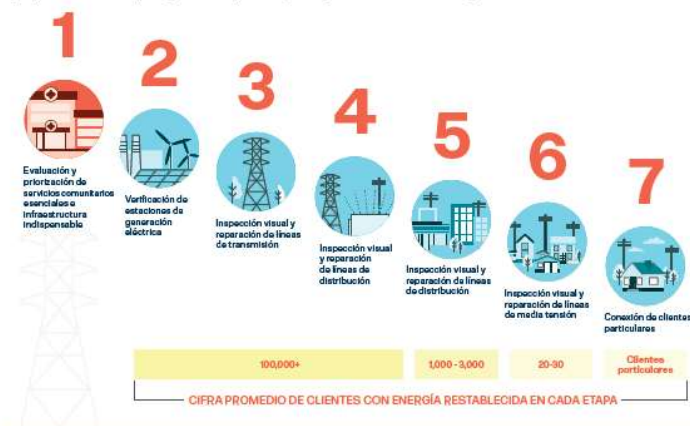 1
Evaluación y
priorización de
servicios comunitarios
esenciales e
infraestructura
indispensable
2
Verificación de
estaciones de
generación
eléctrica
3
Inspección visual y
reparación de líneas
de transmisión
4
Inspección visual
y reparación
de líneas de
distribución
5
Inspección visual y
reparación de líneas
de distribución
6
Inspección visual y
reparación de líneas
de media tensión
7
Conexión de clientes
particulares
100,000+
1,000 - 3,000
20-30
Clientes
particulares
CIFRA PROMEDIO DE CLIENTES CON ENERGÍA RESTABLECIDA EN CADA ETAPA